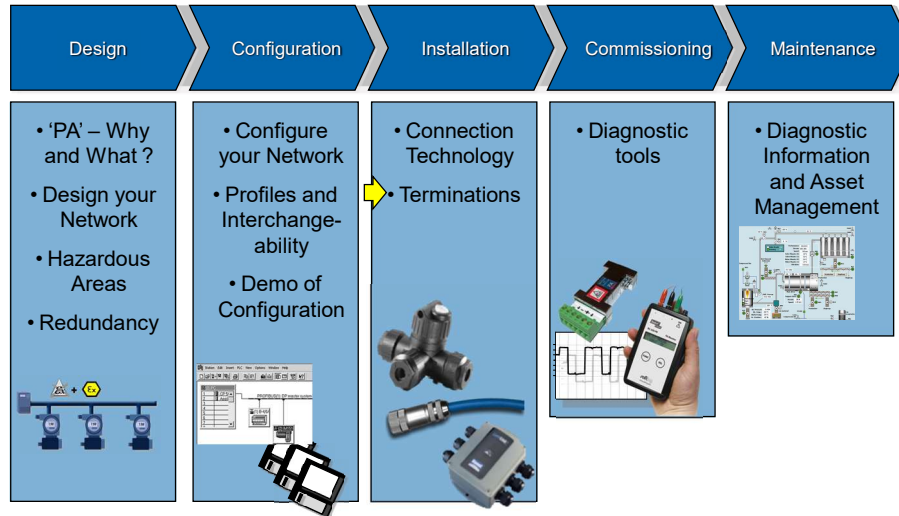 Design
Configuration
Installation
Commissioning
Maintenance
• ‘PA’ – Why
and What ?
• Design your
Network
• Hazardous
Areas
• Redundancy
• Configure
your Network
• Profiles and
Interchange-
ability
• Demo of
Configuration
• Connection
Technology
• Terminations
• Diagnostic
tools
• Diagnostic
Information
and Asset
Management
+
Ex